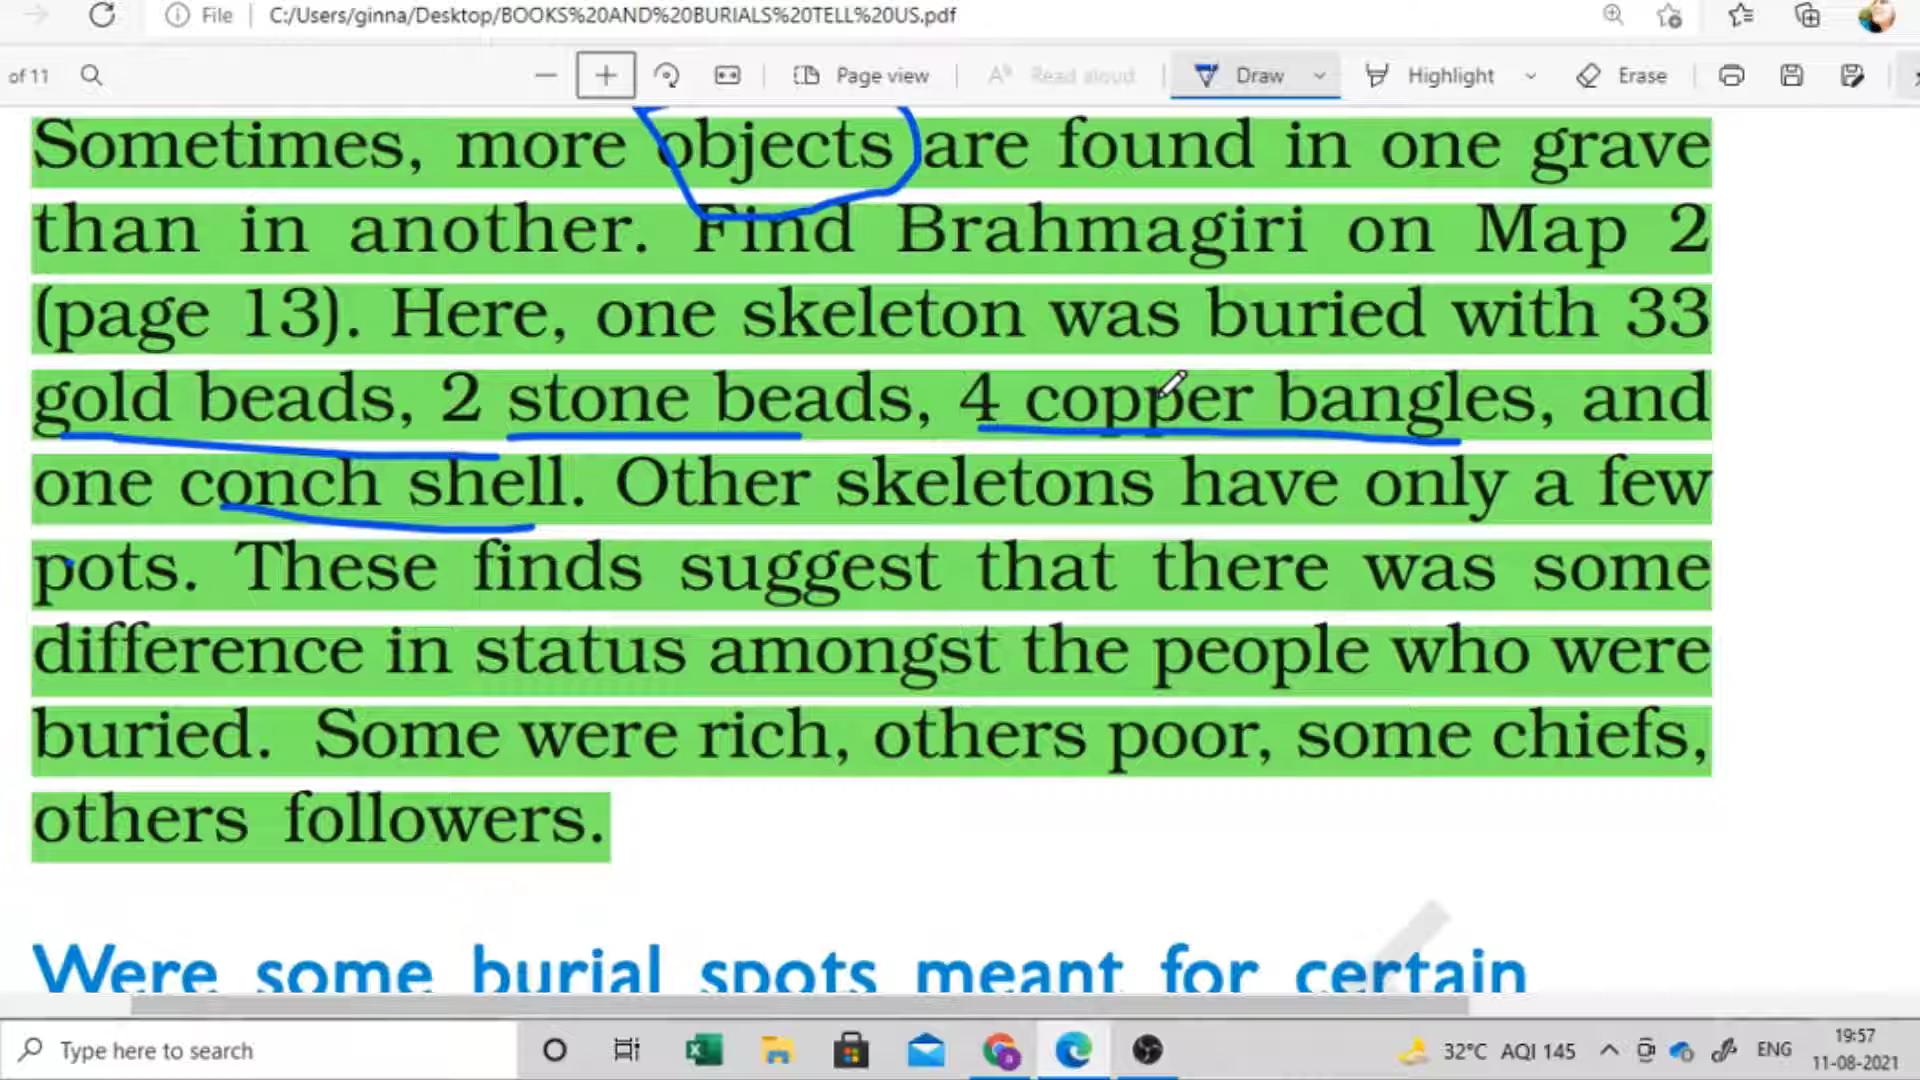 File C:/Users/ginna/Desktop/BOOKS%20AND%20BURIALS%20TELL%20US.pdf
of 11 Page view Read aloud Draw Highlight Erase
Sometimes, more objects are found in one grave
than in another. Find Brahmagiri on Map 2
(page 13). Here, one skeleton was buried with 33
gold beads, 2 stone beads, 4 copper bangles, and
one conch shell. Other skeletons have only a few
pots. These finds suggest that there was some
difference in status amongst the people who were
buried. Some were rich, others poor, some chiefs,
others followers.
Were some burial spots meant for certain
Type here to search 32°C AQI 145 ENG 19:57
11-08-2021